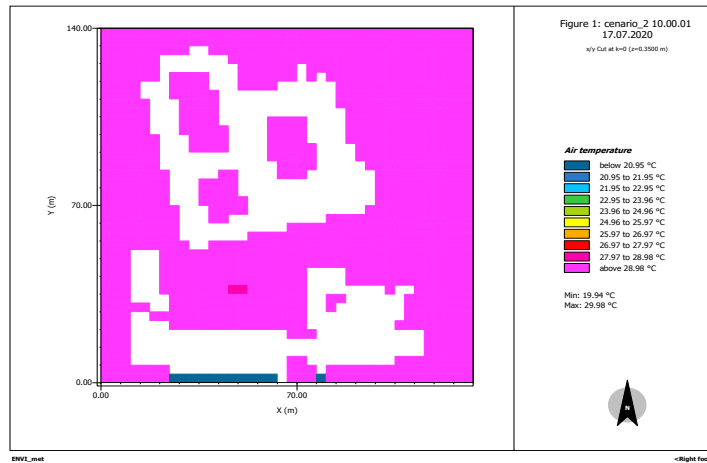 Figure 1: cenario_2 10.00.01
17.07.2020
x/y Cut at k=0 (z=0.3500 m)
140.00
70.00
0.00
Y (m)
0.00
70.00
X (m)
Air temperature
below 20.95 °C
20.95 to 21.95 °C
21.95 to 22.95 °C
22.95 to 23.96 °C
23.96 to 24.96 °C
24.96 to 25.97 °C
25.97 to 26.97 °C
26.97 to 27.97 °C
27.97 to 28.98 °C
above 28.98 °C
Min: 19.94 °C
Max: 29.98 °C
N
ENVI_met
<Right foo